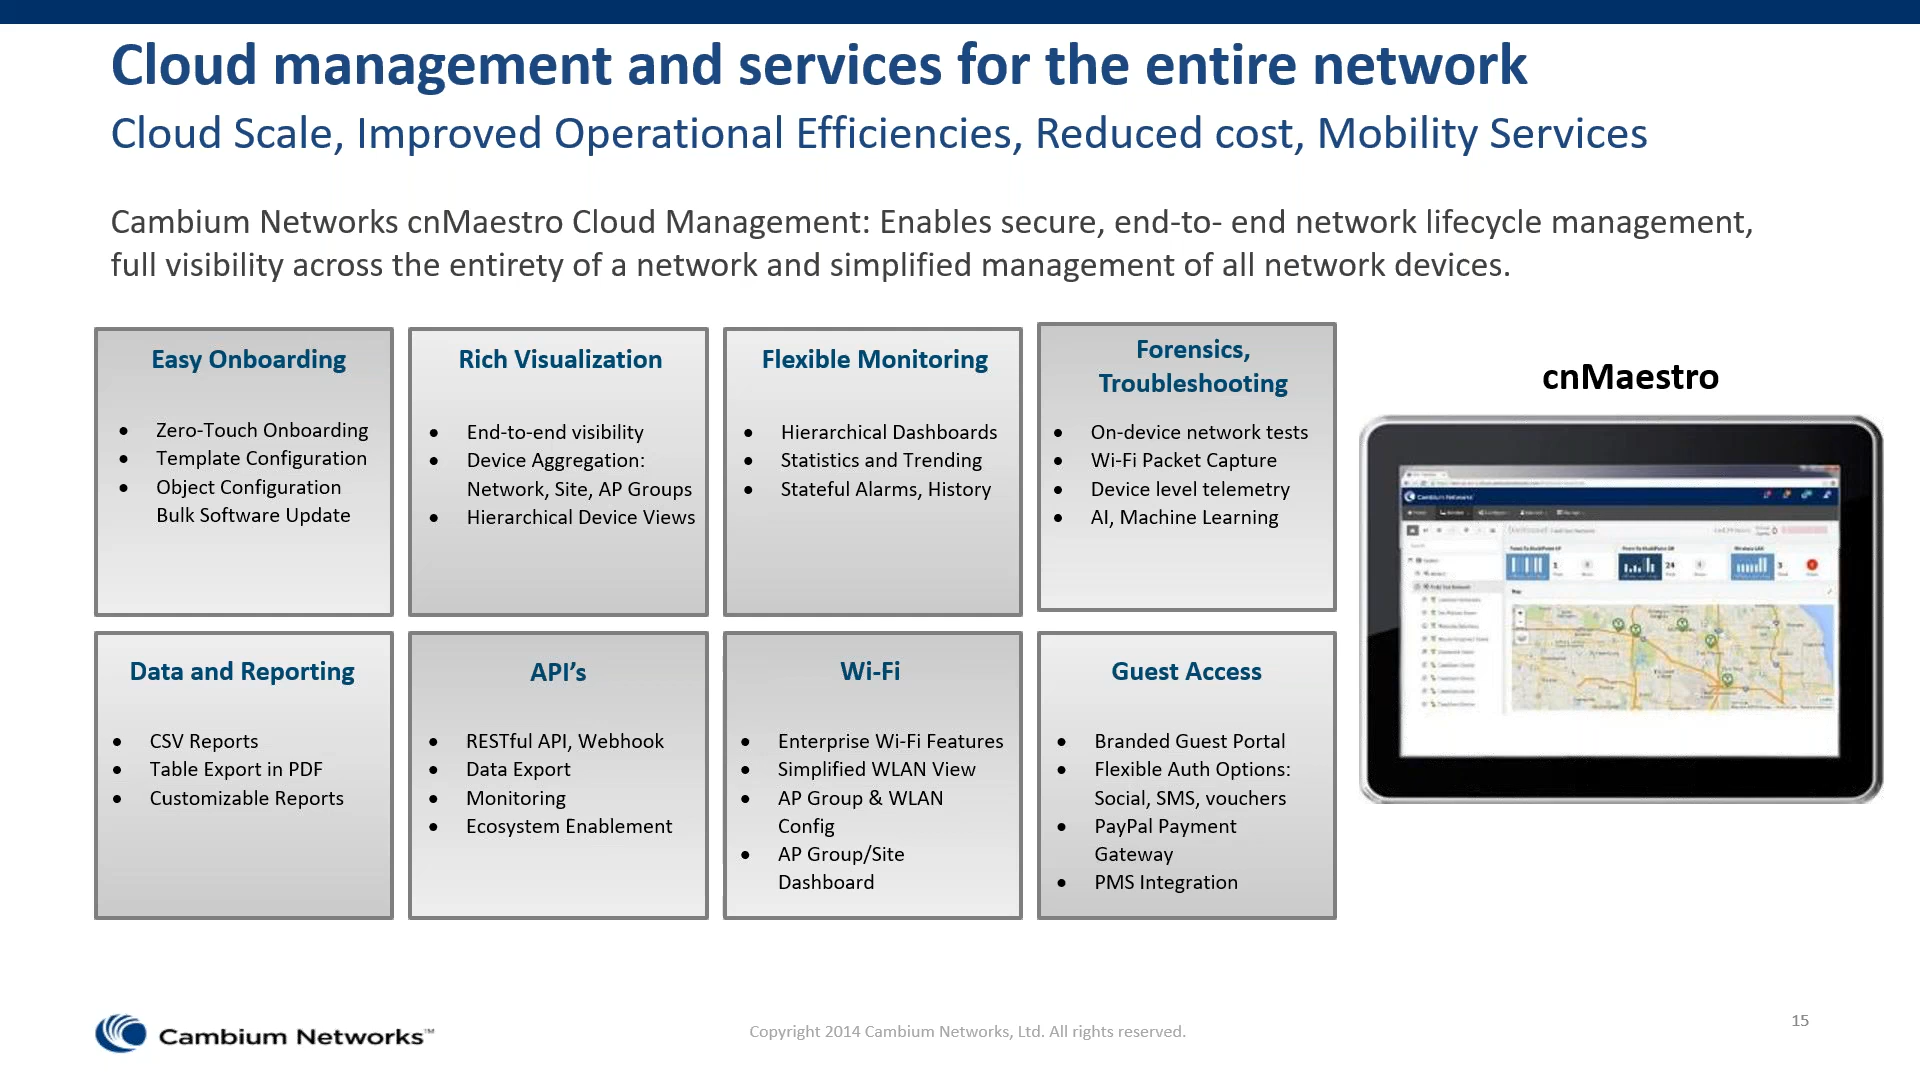 Cloud management and services for the entire network
Cloud Scale, Improved Operational Efficiencies, Reduced cost, Mobility Services
Cambium Networks cnMaestro Cloud Management: Enables secure, end-to- end network lifecycle management,
full visibility across the entirety of a network and simplified management of all network devices.
Easy Onboarding
• Zero-Touch Onboarding
• Template Configuration
• Object Configuration
Bulk Software Update
Rich Visualization
• End-to-end visibility
• Device Aggregation:
Network, Site, AP Groups
• Hierarchical Device Views
Flexible Monitoring
• Hierarchical Dashboards
• Statistics and Trending
• Stateful Alarms, History
Forensics,
Troubleshooting
• On-device network tests
• Wi-Fi Packet Capture
• Device level telemetry
• AI, Machine Learning
cnMaestro
Cambium Networks
Data and Reporting
• CSV Reports
• Table Export in PDF
• Customizable Reports
API’s
• RESTful API, Webhook
• Data Export
• Monitoring
• Ecosystem Enablement
Wi-Fi
• Enterprise Wi-Fi Features
• Simplified WLAN View
• AP Group & WLAN
Config
• AP Group/Site
Dashboard
Guest Access
• Branded Guest Portal
• Flexible Auth Options:
Social, SMS, vouchers
• PayPal Payment
Gateway
• PMS Integration
Cambium Networks™
Copyright 2014 Cambium Networks, Ltd. All rights reserved.
15